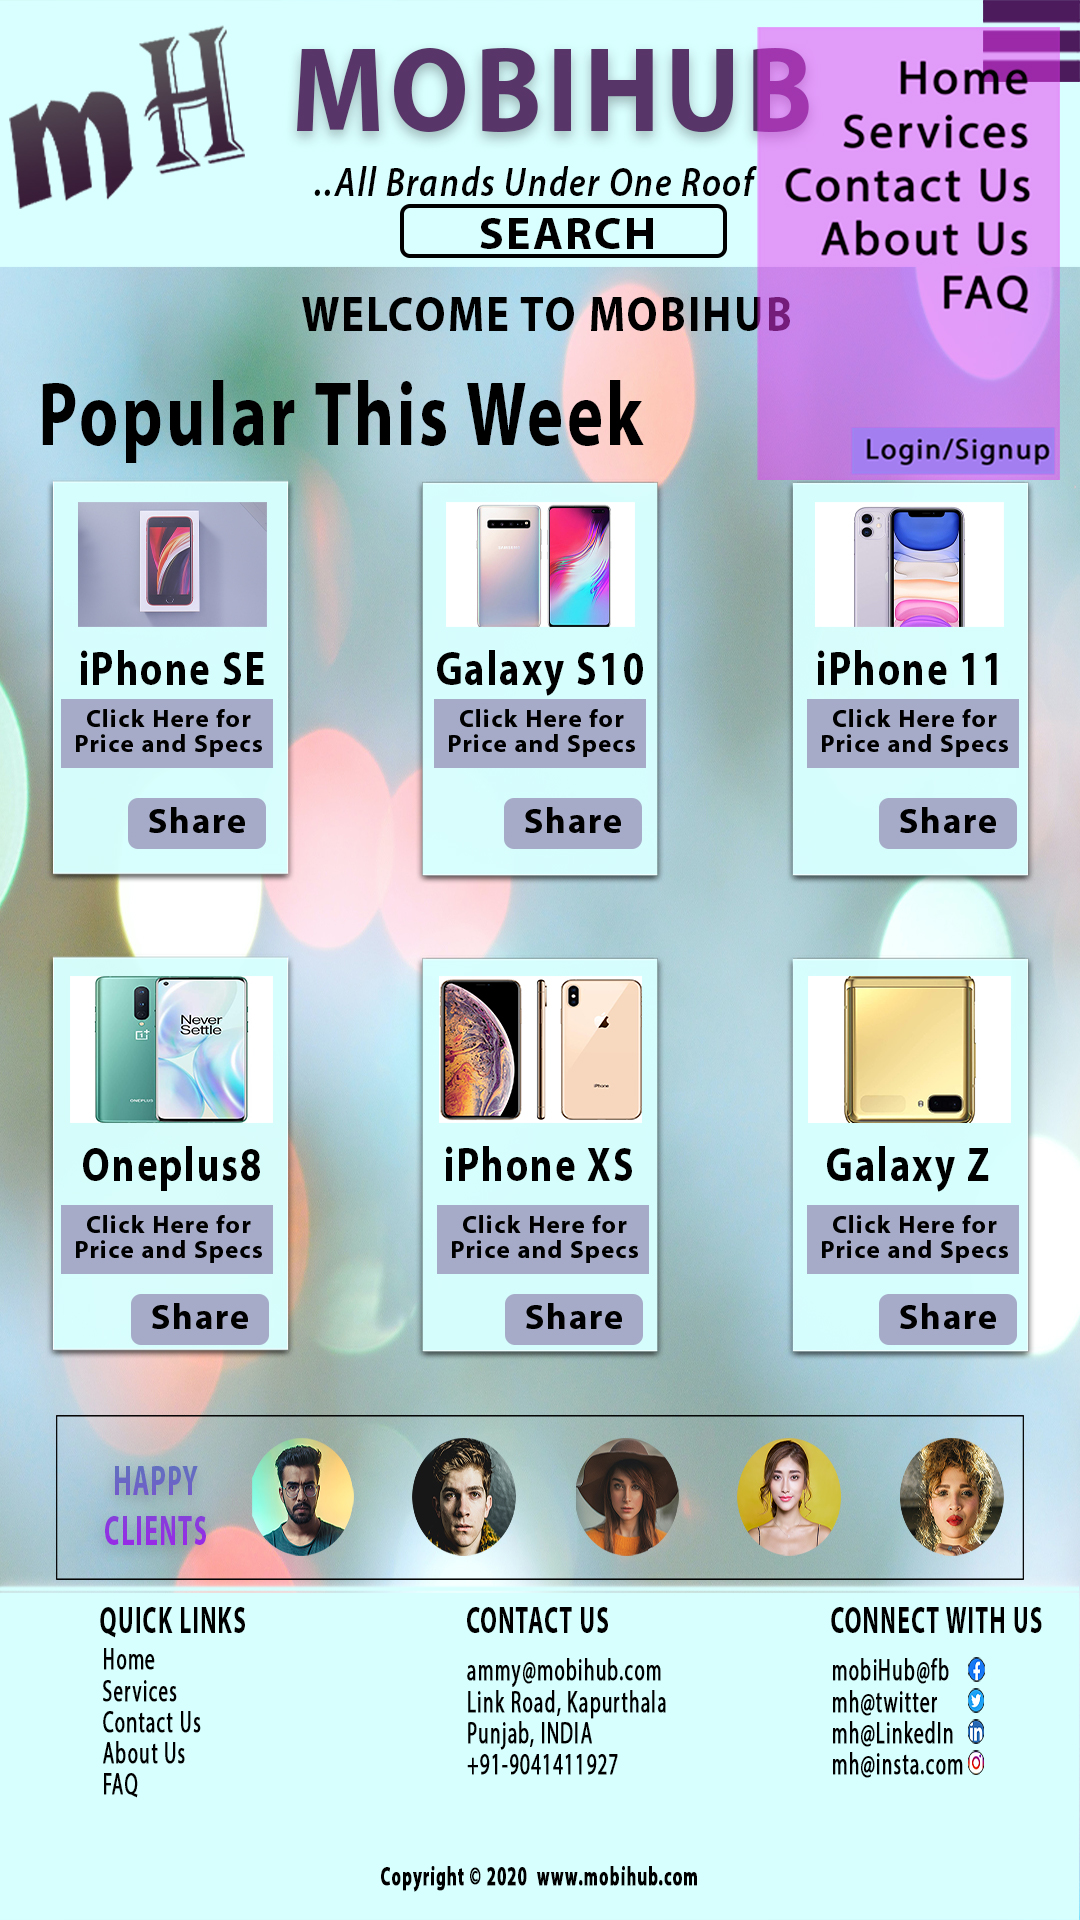 mH
MOBIHUB
..All Brands Under One Roof
SEARCH
Home
Services
Contact Us
About Us
FAQ
Login/Signup
WELCOME TO MOBIHUB
Popular This Week
iPhone SE
Click Here for
Price and Specs
Share
SAMSUNG
Galaxy S10
Click Here for
Price and Specs
Share
iPhone 11
Click Here for
Price and Specs
Share
Never
Settle
ONEPLUS
Oneplus8
Click Here for
Price and Specs
Share
iPhone
iPhone XS
Click Here for
Price and Specs
Share
Galaxy Z
Click Here for
Price and Specs
Share
HAPPY
CLIENTS
QUICK LINKS
Home
Services
Contact Us
About Us
FAQ
CONTACT US
ammy@mobihub.com
Link Road, Kapurthala
Punjab, INDIA
+91-9041411927
CONNECT WITH US
mobiHub@fb
mh@twitter
mh@LinkedIn
mh@insta.com
Copyright © 2020 www.mobihub.com